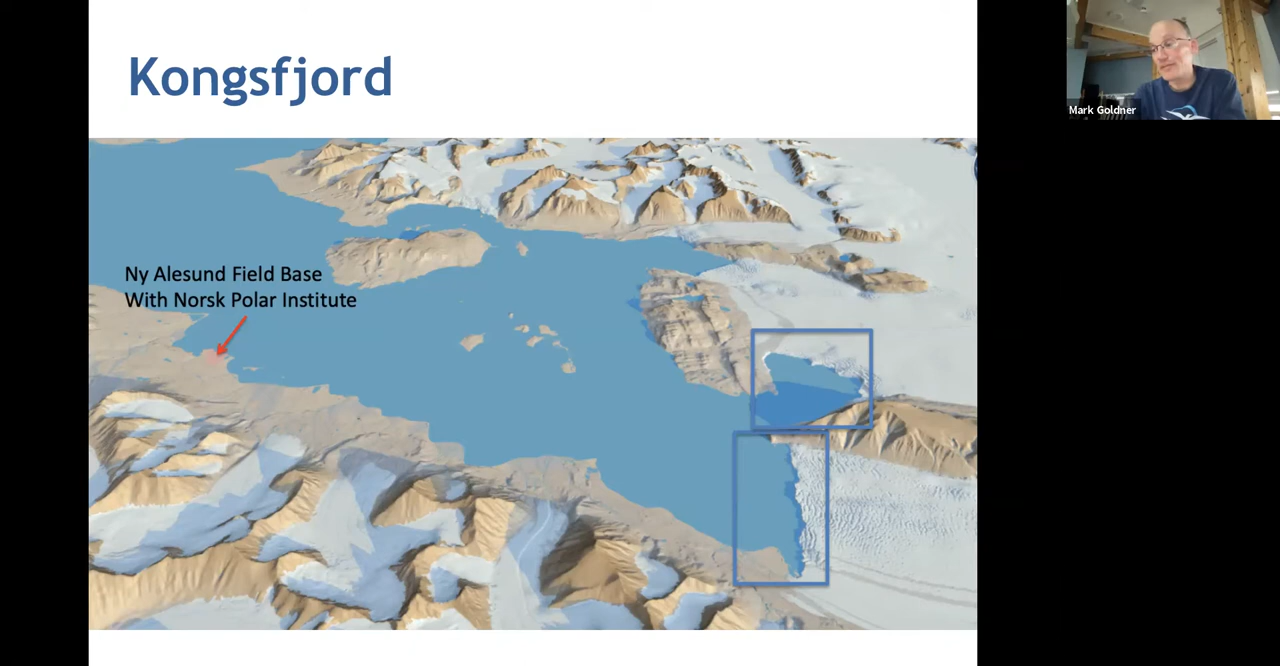 Kongsfjord
Mark Goldner
Ny Alesund Field Base
With Norsk Polar Institute